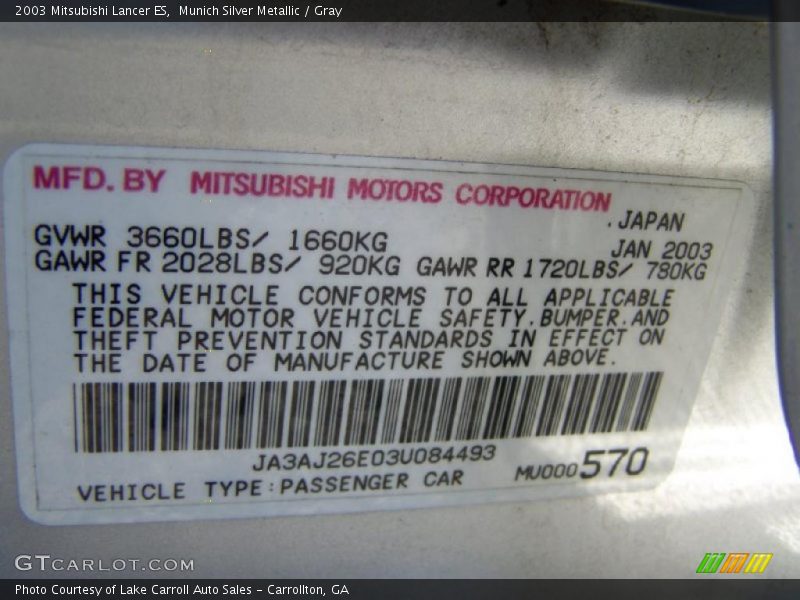 2003 Mitsubishi Lancer ES,  Munich Silver Metallic / Gray
MFD. BY MITSUBISHI MOTORS CORPORATION
.JAPAN
GVWR 3660LBS/ 1660KG
JAN 2003
GAWR FR 2028LBS/ 920KG GAWR RR 1720LBS/ 780KG
THIS VEHICLE CONFORMS TO ALL APPLICABLE
FEDERAL MOTOR VEHICLE SAFETY.BUMPER.AND
THEFT PREVENTION STANDARDS IN EFFECT ON
THE DATE OF MANUFACTURE SHOWN ABOVE.
JA3AJ26E03U084493
VEHICLE TYPE:PASSENGER CAR MU000570
GTCARLOT.COM
Photo Courtesy of Lake Carroll Auto Sales - Carrollton, GA